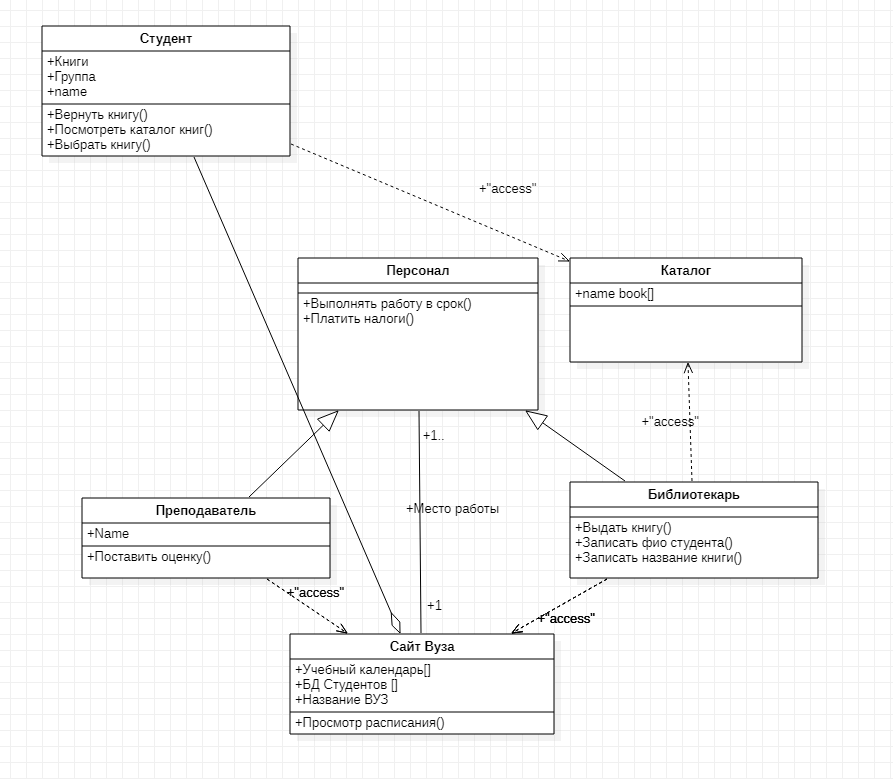 Студент
+Книги
+Группа
+name
+Вернуть книгу()
+Посмотреть каталог книг()
+Выбрать книгу()
+"access"
Персонал
+Выполнять работу в срок()
+Платить налоги()
Каталог
+name book[]
+"access"
+1..
+Место работы
+1
Преподаватель
+Name
+Поставить оценку()
Библиотекарь
+Выдать книгу()
+Записать фио студента()
+Записать название книги()
+"access"
+"access"
Сайт Вуза
+Учебный календарь[]
+БД Студентов []
+Название ВУЗ
+Просмотр расписания()